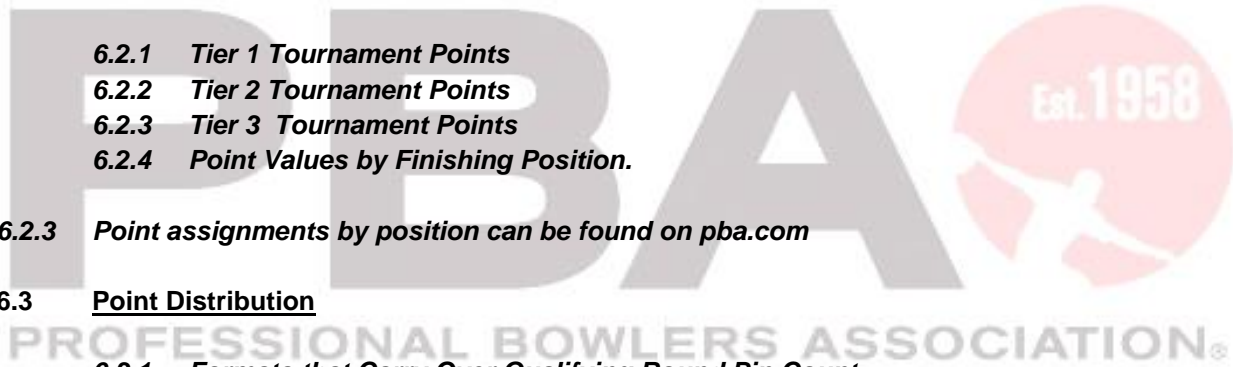 PBA
Est. 1958
6.2.1 Tier 1 Tournament Points
6.2.2 Tier 2 Tournament Points
6.2.3 Tier 3 Tournament Points
6.2.4 Point Values by Finishing Position.
6.2.3 Point assignments by position can be found on pba.com
6.3 Point Distribution
PROFESSIONAL BOWLERS ASSOCIATION®